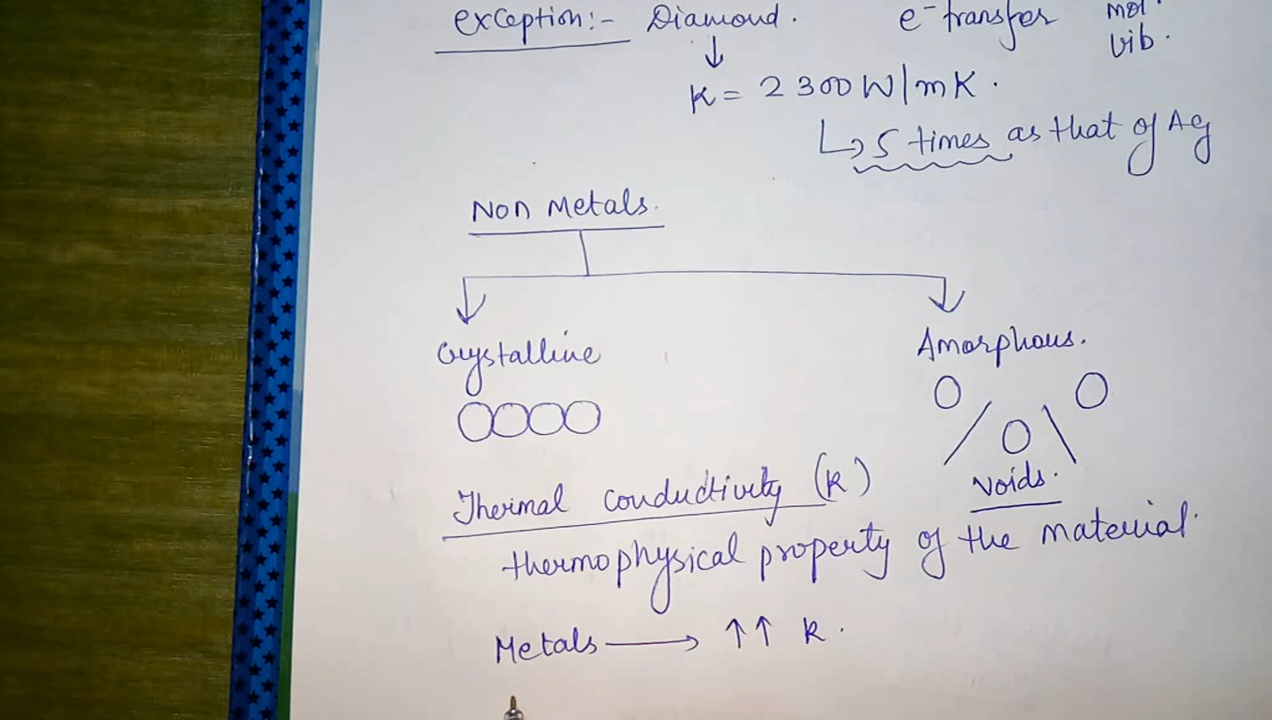 exception:- Diamond. e- transfer mol.
vib.
K = 2300 W/mK.
↳ 5 times as that of Ag
Non Metals.
Crystalline Amorphous.
Voids.
Thermal conductivity (K)
thermophysical property of the material.
Metals → ↑↑ K.